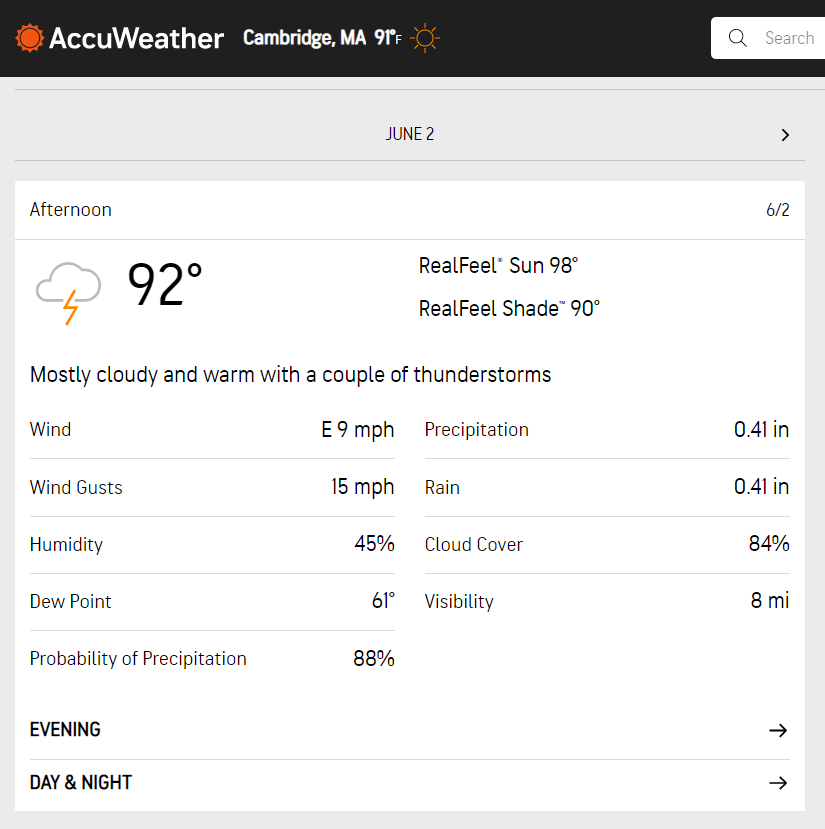 AccuWeather Cambridge, MA 91°F Search
JUNE 2
Afternoon 6/2
92° RealFeel® Sun 98°
RealFeel Shade™ 90°
Mostly cloudy and warm with a couple of thunderstorms
Wind E 9 mph Precipitation 0.41 in
Wind Gusts 15 mph Rain 0.41 in
Humidity 45% Cloud Cover 84%
Dew Point 61° Visibility 8 mi
Probability of Precipitation 88%
EVENING
DAY & NIGHT